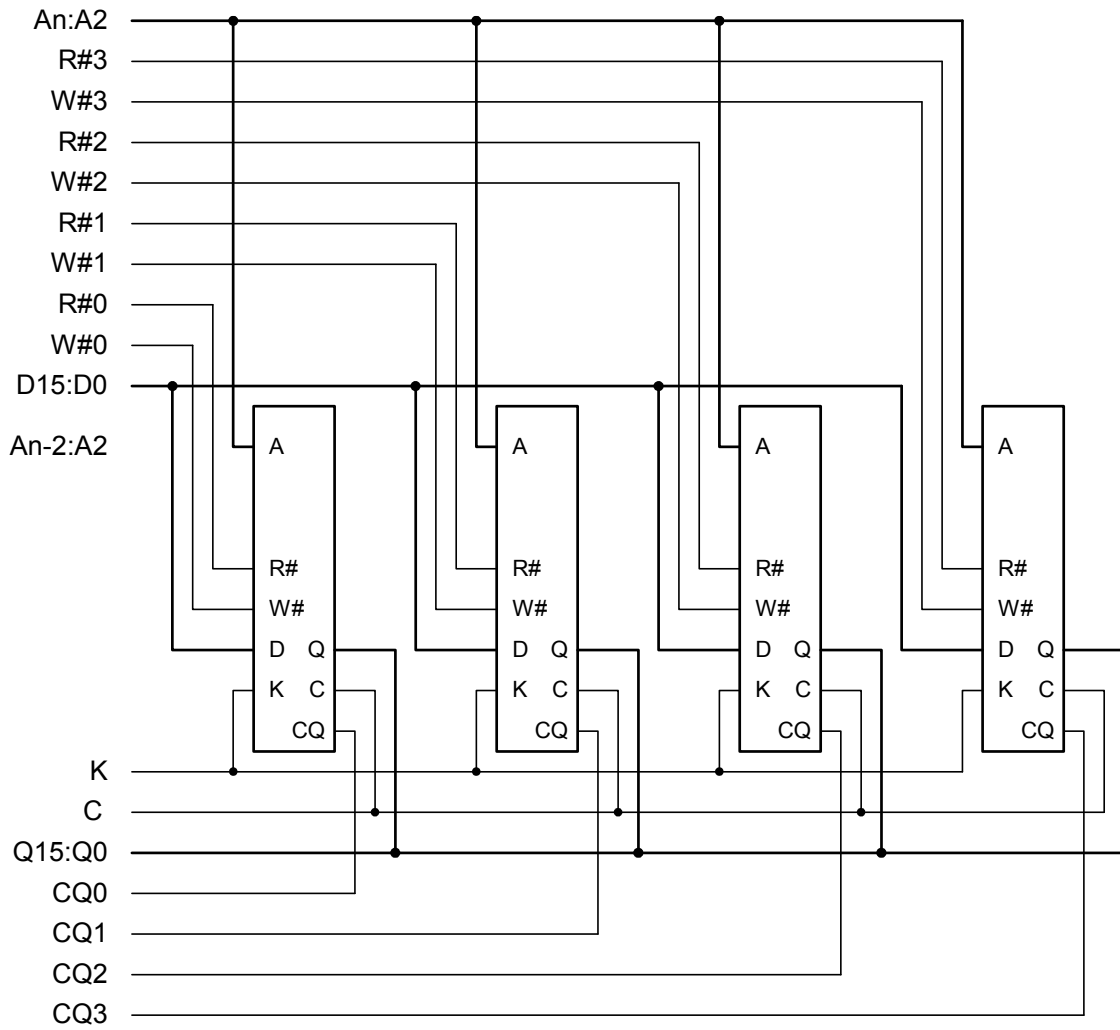 An:A2
R#3
W#3
R#2
W#2
R#1
W#1
R#0
W#0
D15:D0
An-2:A2
A A A A
R# R# R# R#
W# W# W# W#
D Q D Q D Q D Q
K C K C K C K C
CQ CQ CQ CQ
K
C
Q15:Q0
CQ0
CQ1
CQ2
CQ3